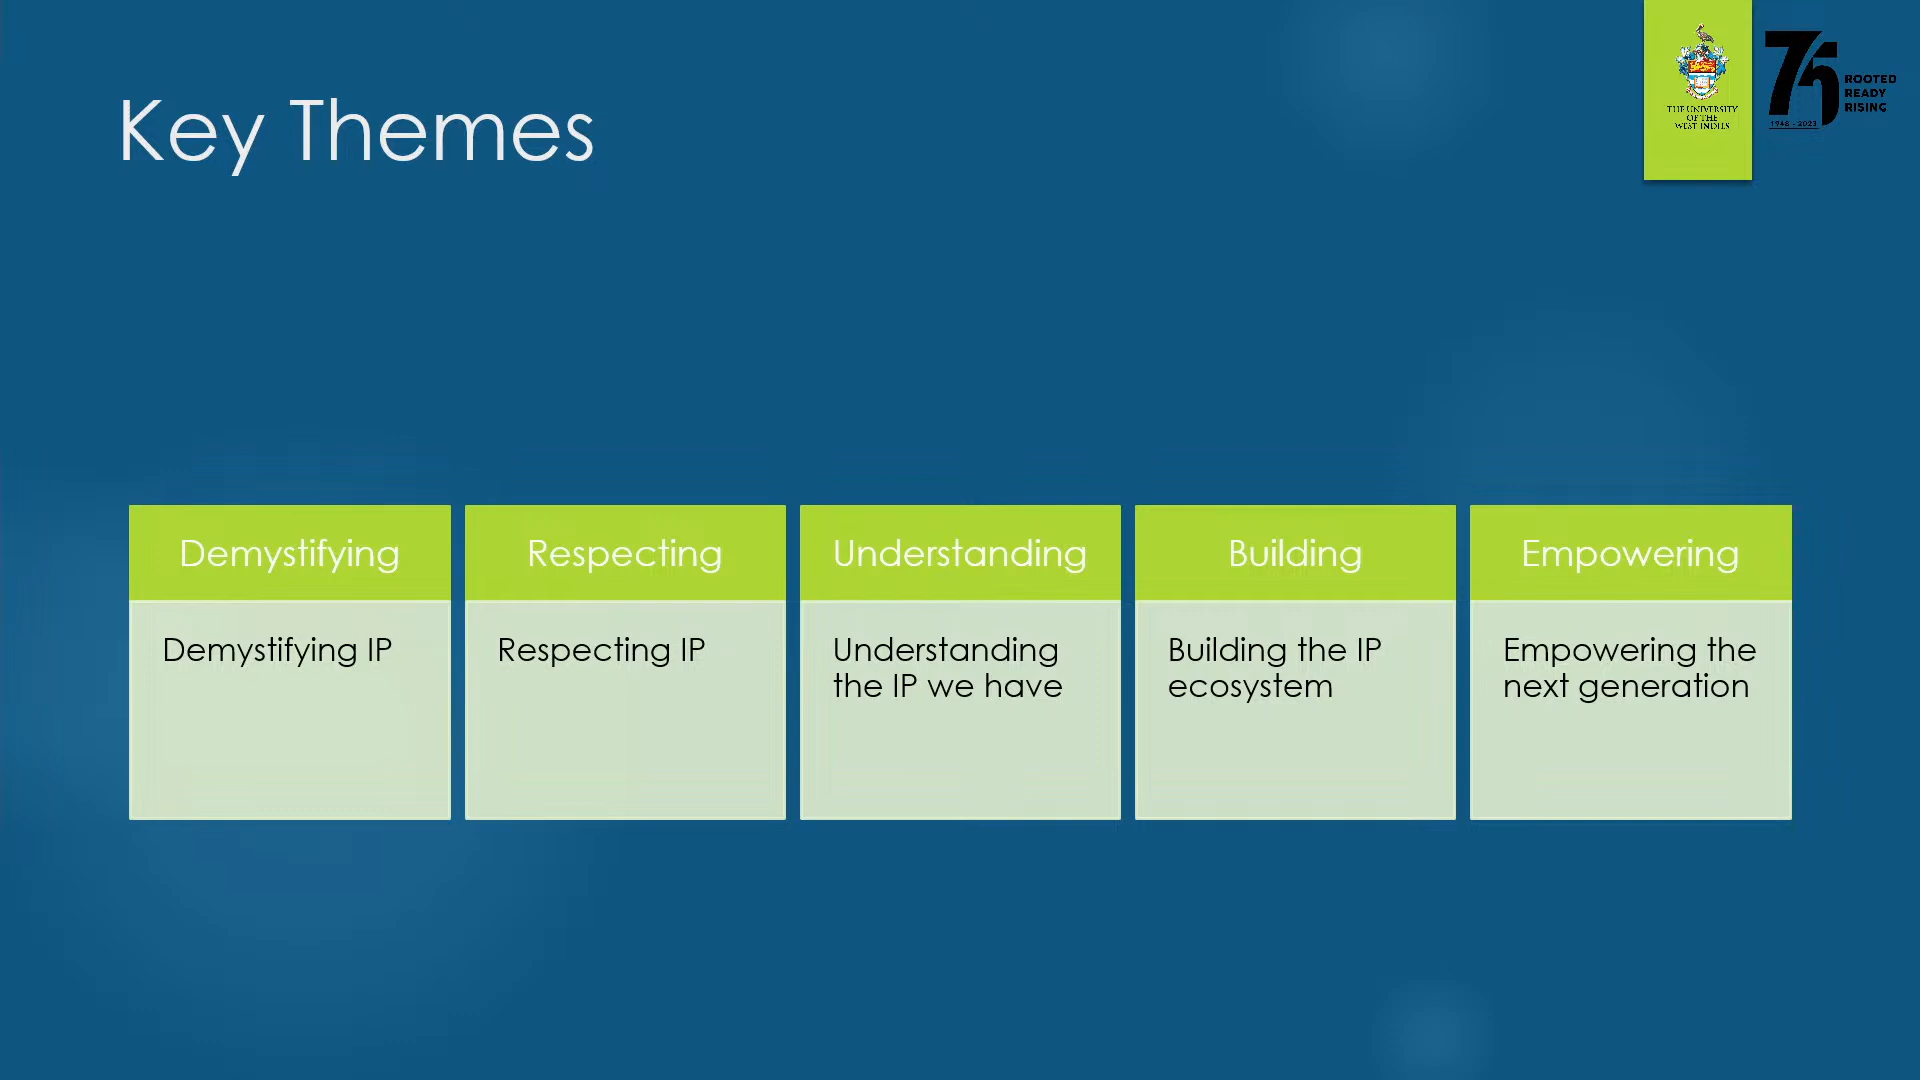 Key Themes
THE UNIVERSITY
OF THE
WEST INDIES
75
ROOTED
READY
RISING
1948 - 2023
Demystifying
Demystifying IP
Respecting
Respecting IP
Understanding
Understanding
the IP we have
Building
Building the IP
ecosystem
Empowering
Empowering the
next generation